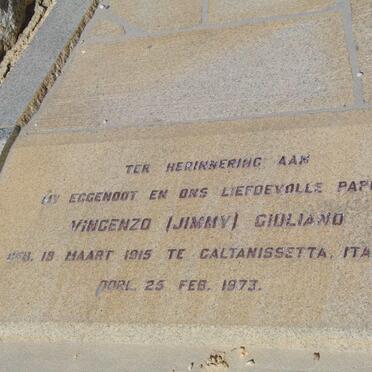 TER HERINNERING AAN
MY EGGENOOT EN ONS LIEFDEVOLLE PAP
VINCENZO (JIMMY) GIULIANO
GEB. 18 MAART 1915 TE CALTANISSETTA, ITA
OORL. 25 FEB. 1973.